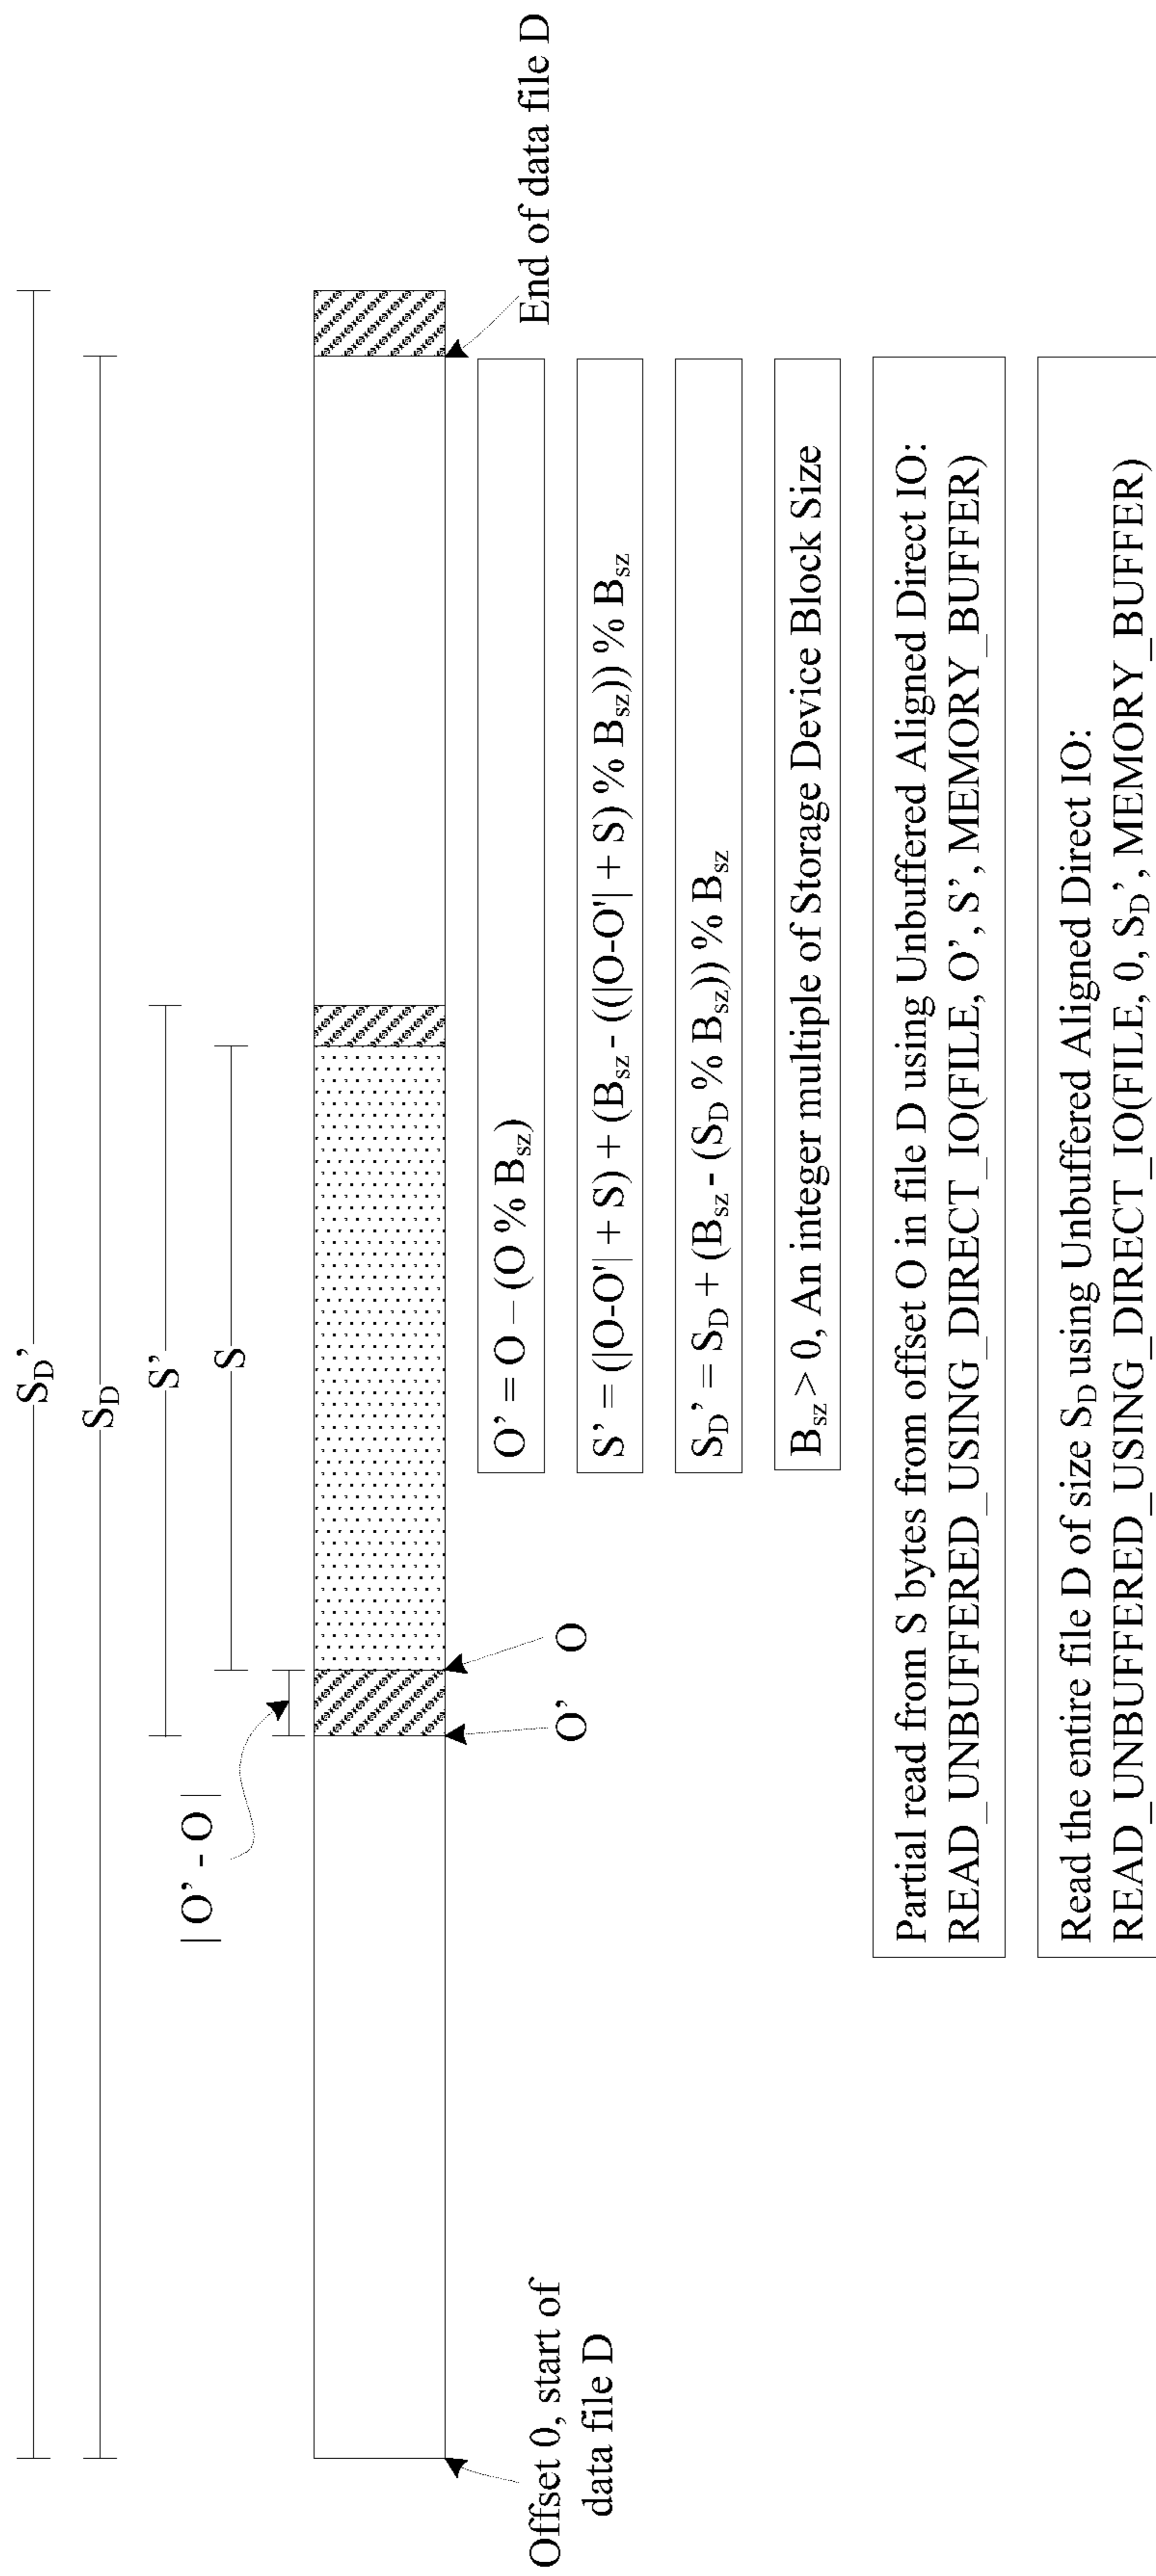 S_D’
S_D
S’
S
|O’ - O|
O’
O
Offset 0, start of
data file D
End of data file D
O’ = O – (O % B_sz)
S’ = (|O-O'| + S) + (B_sz - ((|O-O'| + S) % B_sz)) % B_sz
S_D’ = S_D + (B_sz - (S_D % B_sz)) % B_sz
B_sz > 0, An integer multiple of Storage Device Block Size
Partial read from S bytes from offset O in file D using Unbuffered Aligned Direct IO:
READ_UNBUFFERED_USING_DIRECT_IO(FILE, O’, S’, MEMORY_BUFFER)
Read the entire file D of size S_D using Unbuffered Aligned Direct IO:
READ_UNBUFFERED_USING_DIRECT_IO(FILE, 0, S_D’, MEMORY_BUFFER)